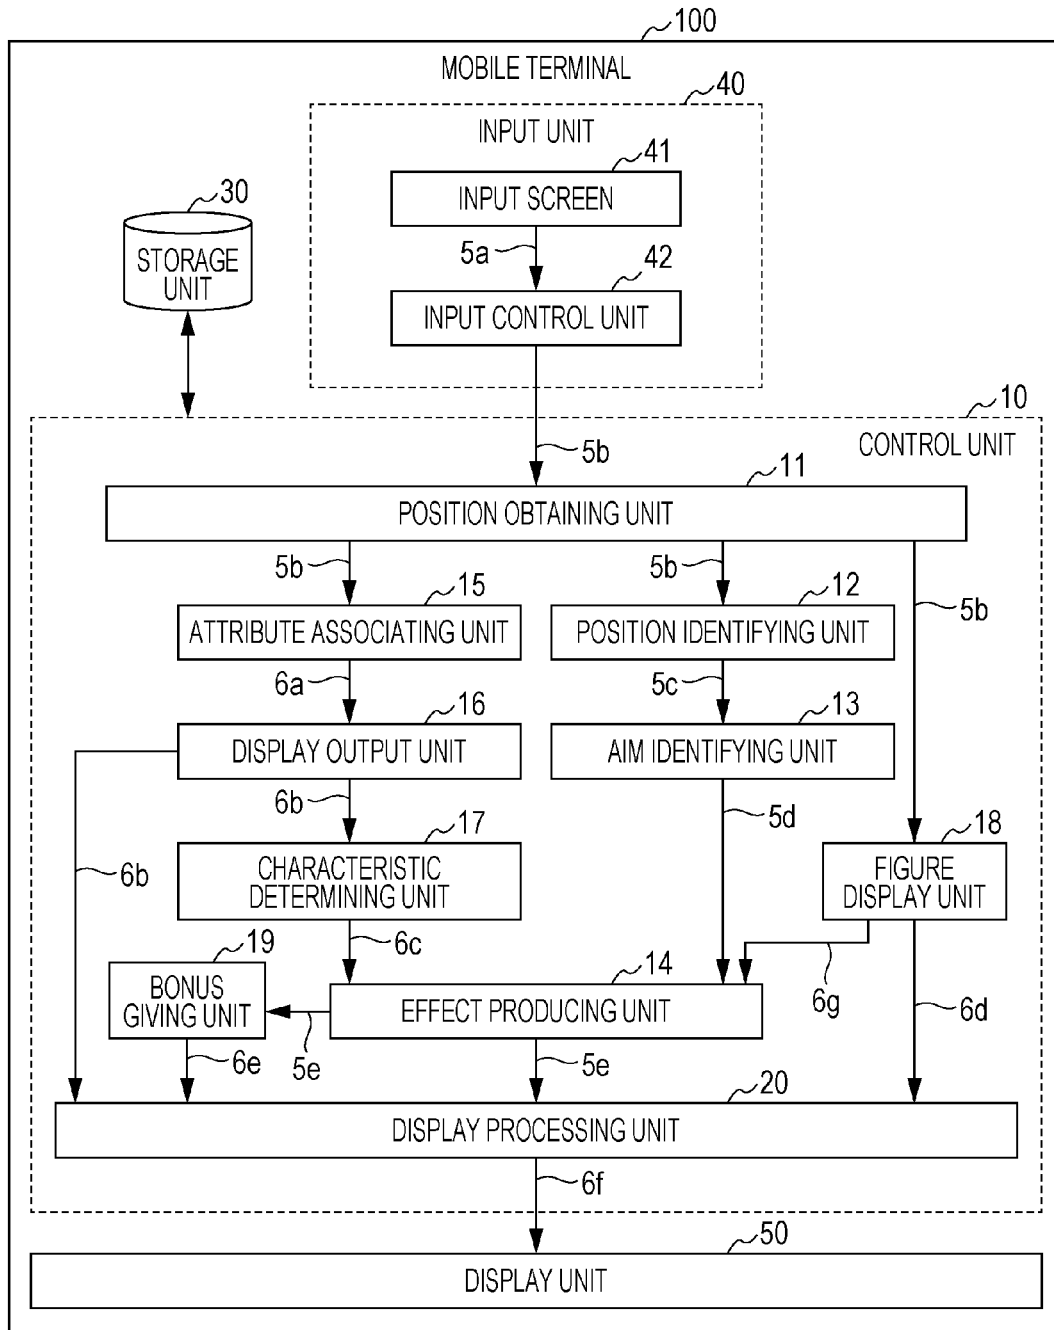 100
MOBILE TERMINAL
40
INPUT UNIT
41
INPUT SCREEN
30
STORAGE
UNIT
5a
42
INPUT CONTROL UNIT
10
CONTROL UNIT
5b
11
POSITION OBTAINING UNIT
5b
5b
5b
15
ATTRIBUTE ASSOCIATING UNIT
12
POSITION IDENTIFYING UNIT
6a
5c
16
DISPLAY OUTPUT UNIT
13
AIM IDENTIFYING UNIT
6b
6b
5d
17
CHARACTERISTIC
DETERMINING UNIT
18
FIGURE
DISPLAY UNIT
6c
19
BONUS
GIVING UNIT
14
EFFECT PRODUCING UNIT
6g
6d
6e
5e
5e
20
DISPLAY PROCESSING UNIT
6f
50
DISPLAY UNIT